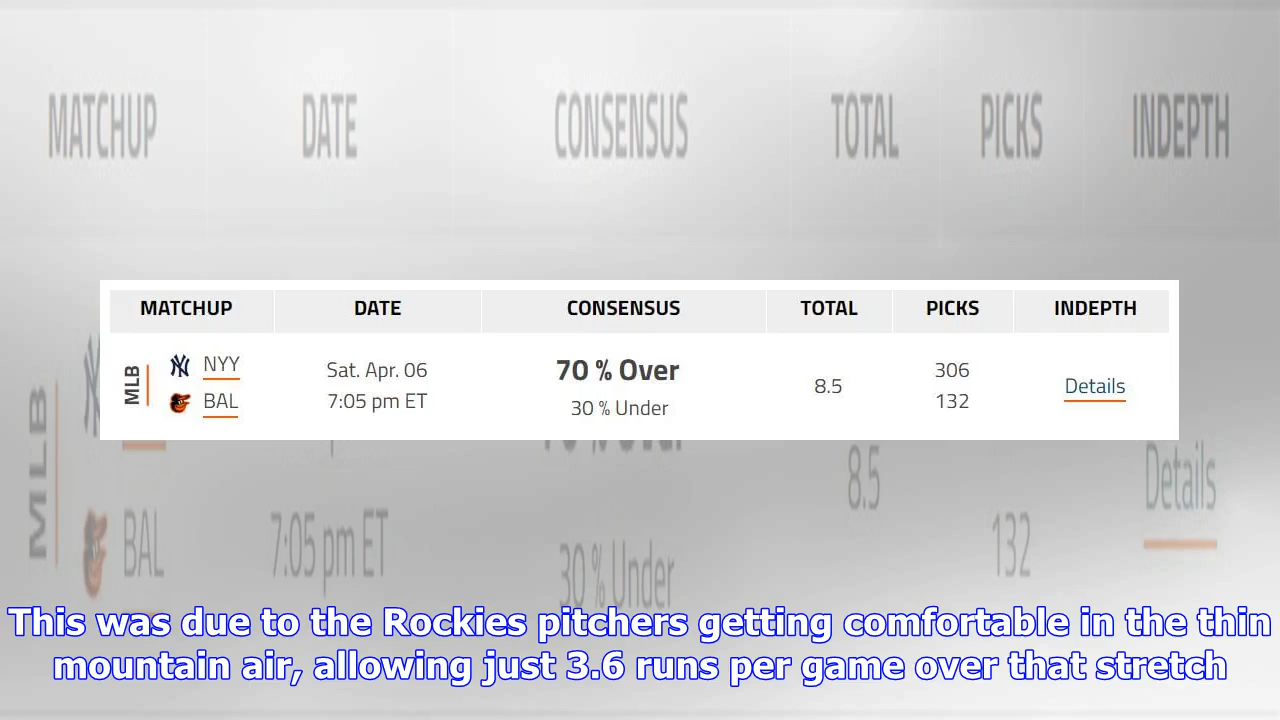 MATCHUP DATE CONSENSUS TOTAL PICKS INDEPTH
MATCHUP DATE CONSENSUS TOTAL PICKS INDEPTH
MLB
NYY Sat. Apr. 06 70 % Over 306
8.5 Details
BAL 7:05 pm ET 30 % Under 132
MLB
8.5 Details
BAL 7:05 pm ET 132
30 % Under
This was due to the Rockies pitchers getting comfortable in the thin
mountain air, allowing just 3.6 runs per game over that stretch